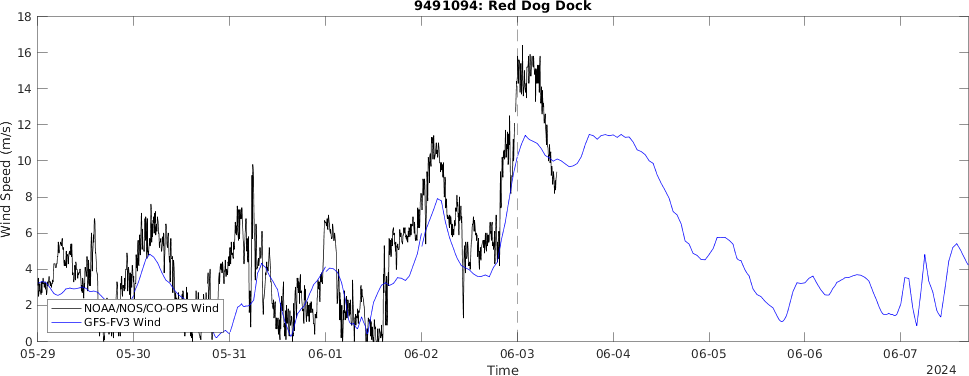 9491094: Red Dog Dock
18
16
14
12
10
8
6
4
2
0
Wind Speed (m/s)
NOAA/NOS/CO-OPS Wind
GFS-FV3 Wind
05-29 05-30 05-31 06-01 06-02 06-03 06-04 06-05 06-06 06-07
Time
2024